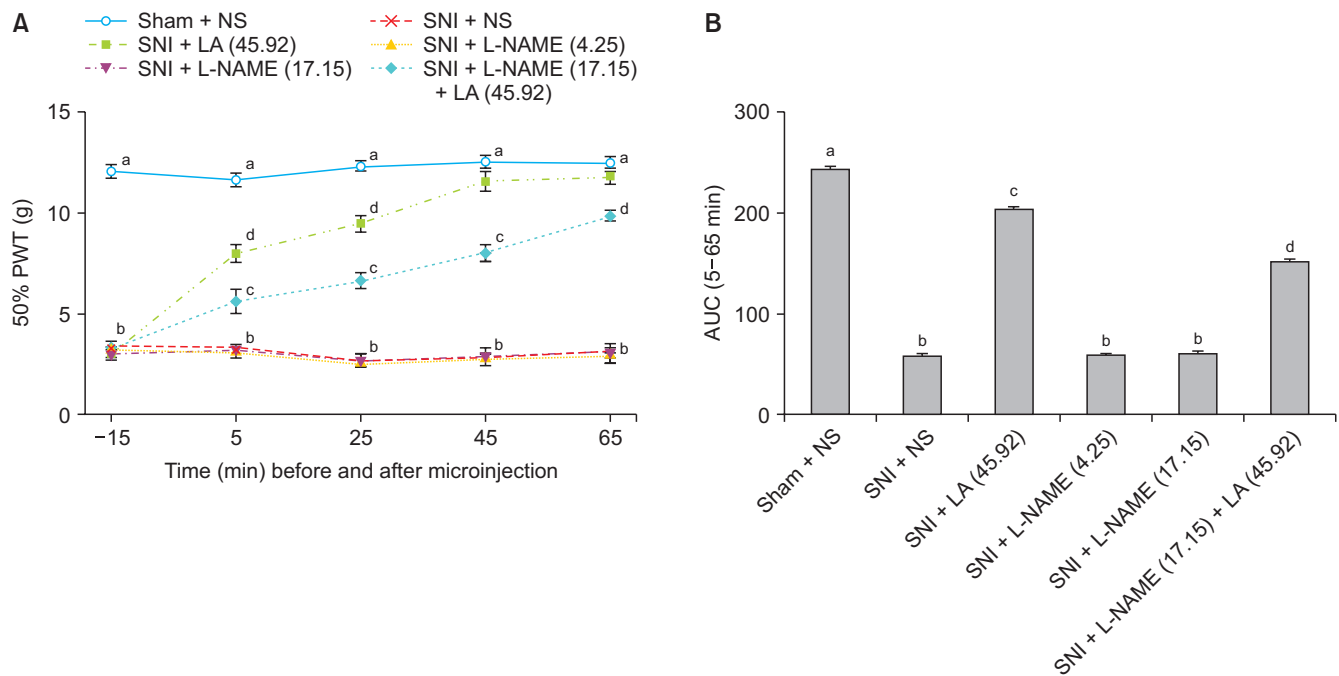 A
Sham + NS
SNI + NS
SNI + LA (45.92)
SNI + L-NAME (4.25)
SNI + L-NAME (17.15)
SNI + L-NAME (17.15)
+ LA (45.92)
50% PWT (g)
15
10
5
0
a a a a a
d d
c c c d
b b b b b
−15 5 25 45 65
Time (min) before and after microinjection
B
AUC (5−65 min)
300
200
100
0
a
b
c
b
b
d
Sham + NS
SNI + NS
SNI + LA (45.92)
SNI + L-NAME (4.25)
SNI + L-NAME (17.15)
SNI + L-NAME (17.15) + LA (45.92)